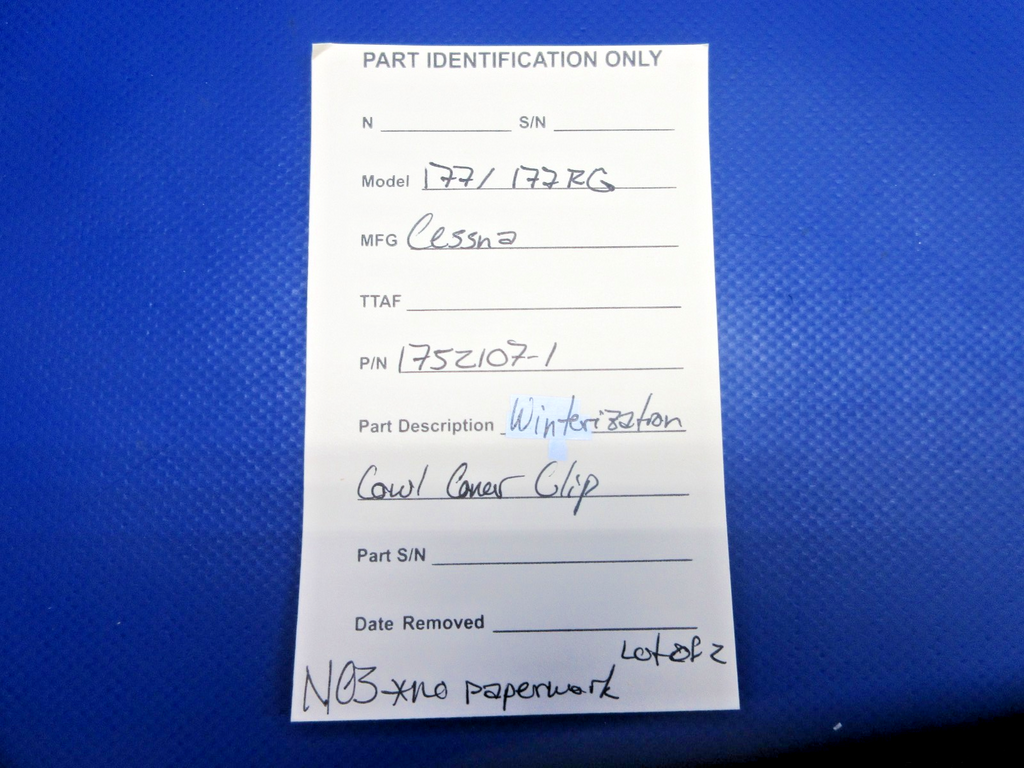 PART IDENTIFICATION ONLY
N S/N
Model 177/ 177RG
MFG Cessna
TTAF
P/N 1752107-1
Part Description Winterization
Cowl Cover Clip
Part S/N
Date Removed
Lot of 2
NOS *no paperwork